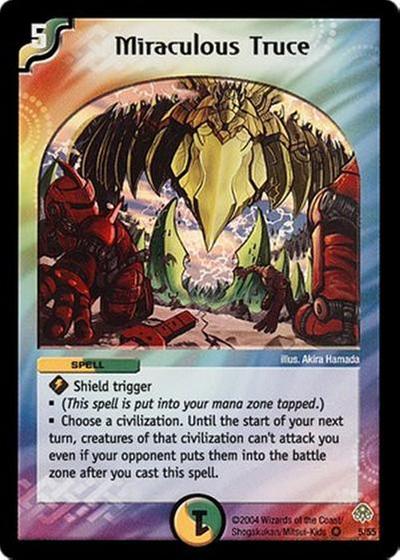 5
Miraculous Truce
illus. Akira Hamada
SPELL
Shield trigger
▪ (This spell is put into your mana zone tapped.)
▪ Choose a civilization. Until the start of your next
turn, creatures of that civilization can't attack you
even if your opponent puts them into the battle
zone after you cast this spell.
1
©2004 Wizards of the Coast/
Shogakukan/Mitsui-Kids
5/55